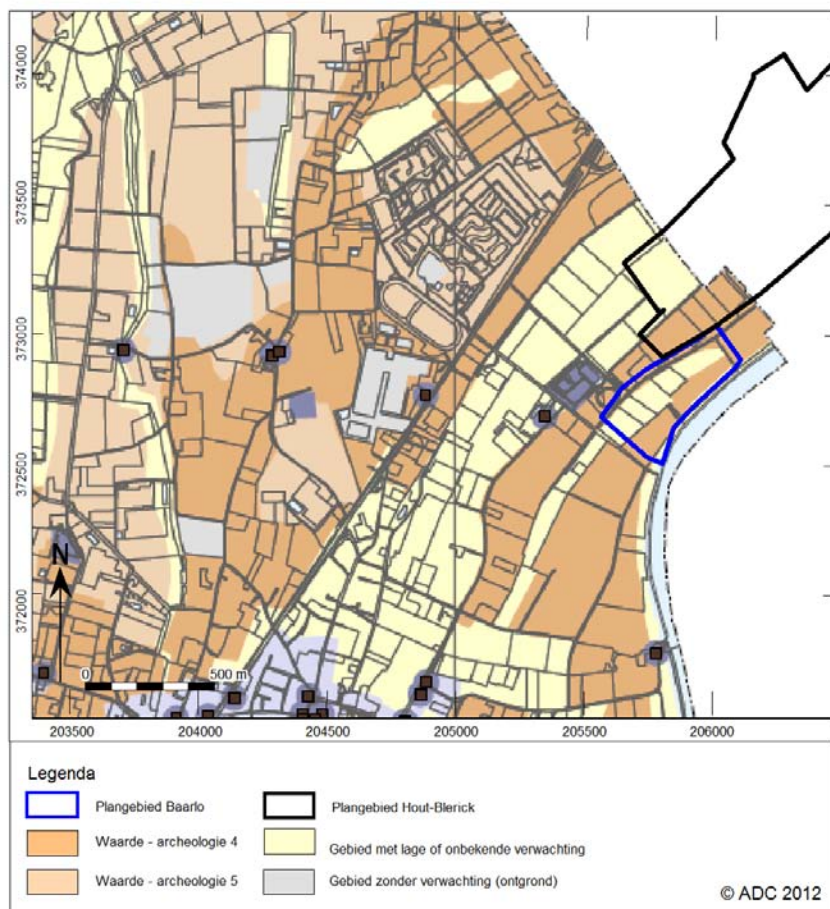 374000
373500
373000
372500
372000
N
0 500 m
203500 204000 204500 205000 205500 206000
Legenda
Plangebied Baarlo Plangebied Hout-Blerick
Waarde - archeologie 4 Gebied met lage of onbekende verwachting
Waarde - archeologie 5 Gebied zonder verwachting (ontgrond)
© ADC 2012